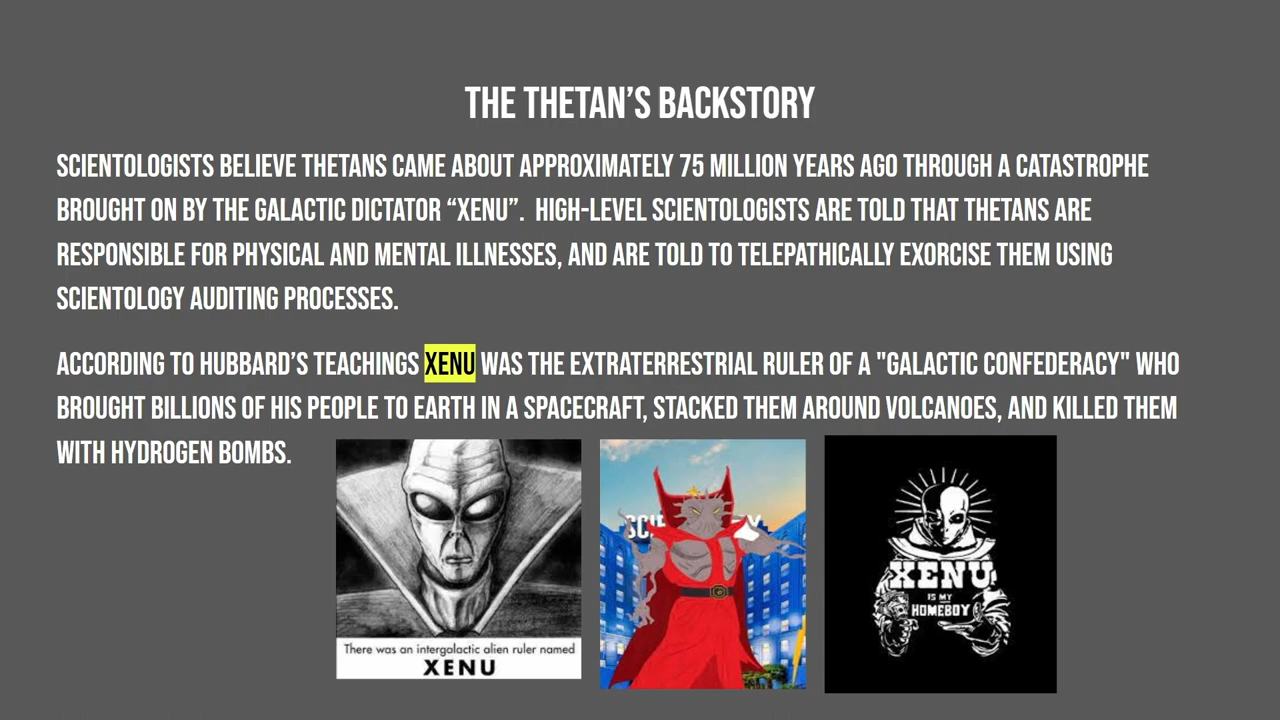 THE THETAN’S BACKSTORY
SCIENTOLOGISTS BELIEVE THETANS CAME ABOUT APPROXIMATELY 75 MILLION YEARS AGO THROUGH A CATASTROPHE
BROUGHT ON BY THE GALACTIC DICTATOR “XENU”. HIGH-LEVEL SCIENTOLOGISTS ARE TOLD THAT THETANS ARE
RESPONSIBLE FOR PHYSICAL AND MENTAL ILLNESSES, AND ARE TOLD TO TELEPATHICALLY EXORCISE THEM USING
SCIENTOLOGY AUDITING PROCESSES.
ACCORDING TO HUBBARD’S TEACHINGS XENU WAS THE EXTRATERRESTRIAL RULER OF A "GALACTIC CONFEDERACY" WHO
BROUGHT BILLIONS OF HIS PEOPLE TO EARTH IN A SPACECRAFT, STACKED THEM AROUND VOLCANOES, AND KILLED THEM
WITH HYDROGEN BOMBS.
There was an intergalactic alien ruler named
XENU
XENU
IS MY
HOMEBOY